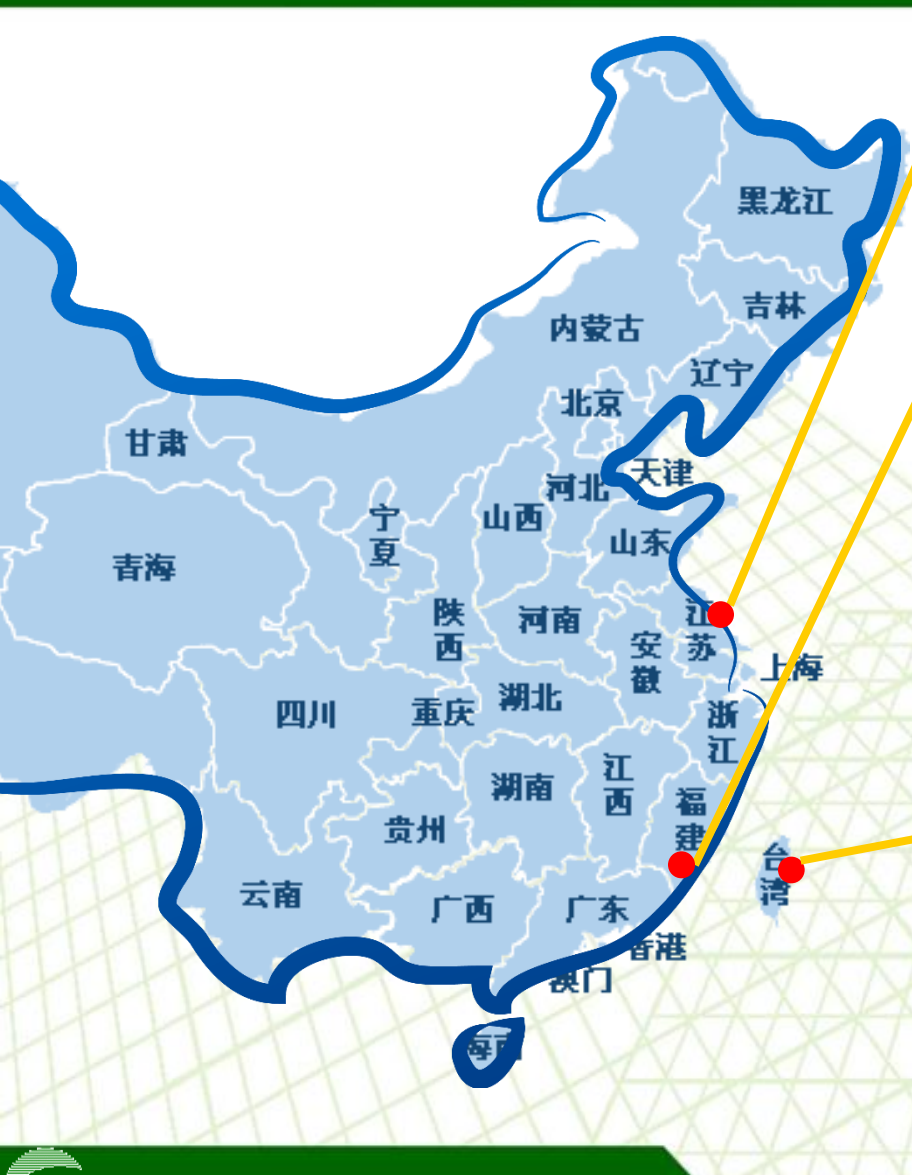 黑龙江
吉林
内蒙古
辽宁
北京
甘肃
天津
河北
山西
宁夏
山东
青海
陕西
河南
江苏
安徽
上海
湖北
四川
重庆
浙江
江西
湖南
福建
贵州
台湾
云南
广西
广东
香港
澳门
海南